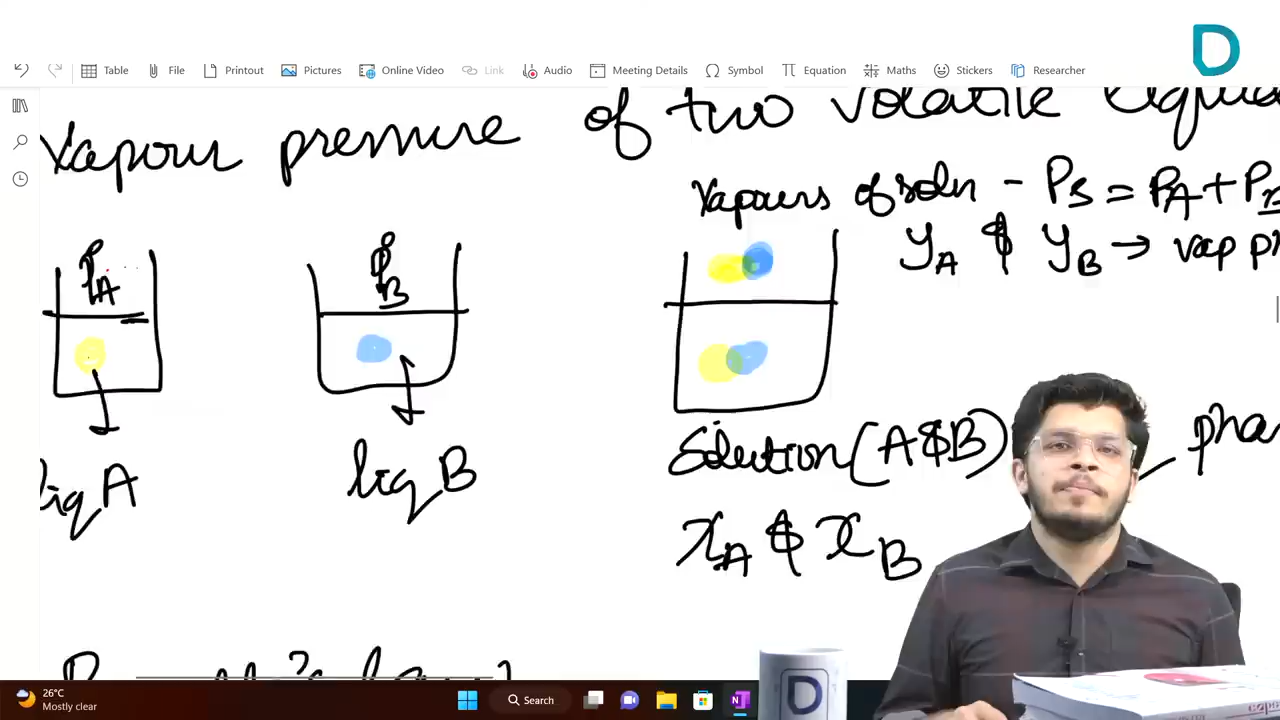 D
Table File Printout Pictures Online Video Link Audio Meeting Details Symbol Equation Maths Stickers Researcher
Vapour pressure of two volatile liquid
Vapours of soln - PS = PA + PB
yA & yB → vap
P°A P°B
liq A liq B
Solution (A & B)
xA & xB
law
26°C
Mostly clear
Search
D